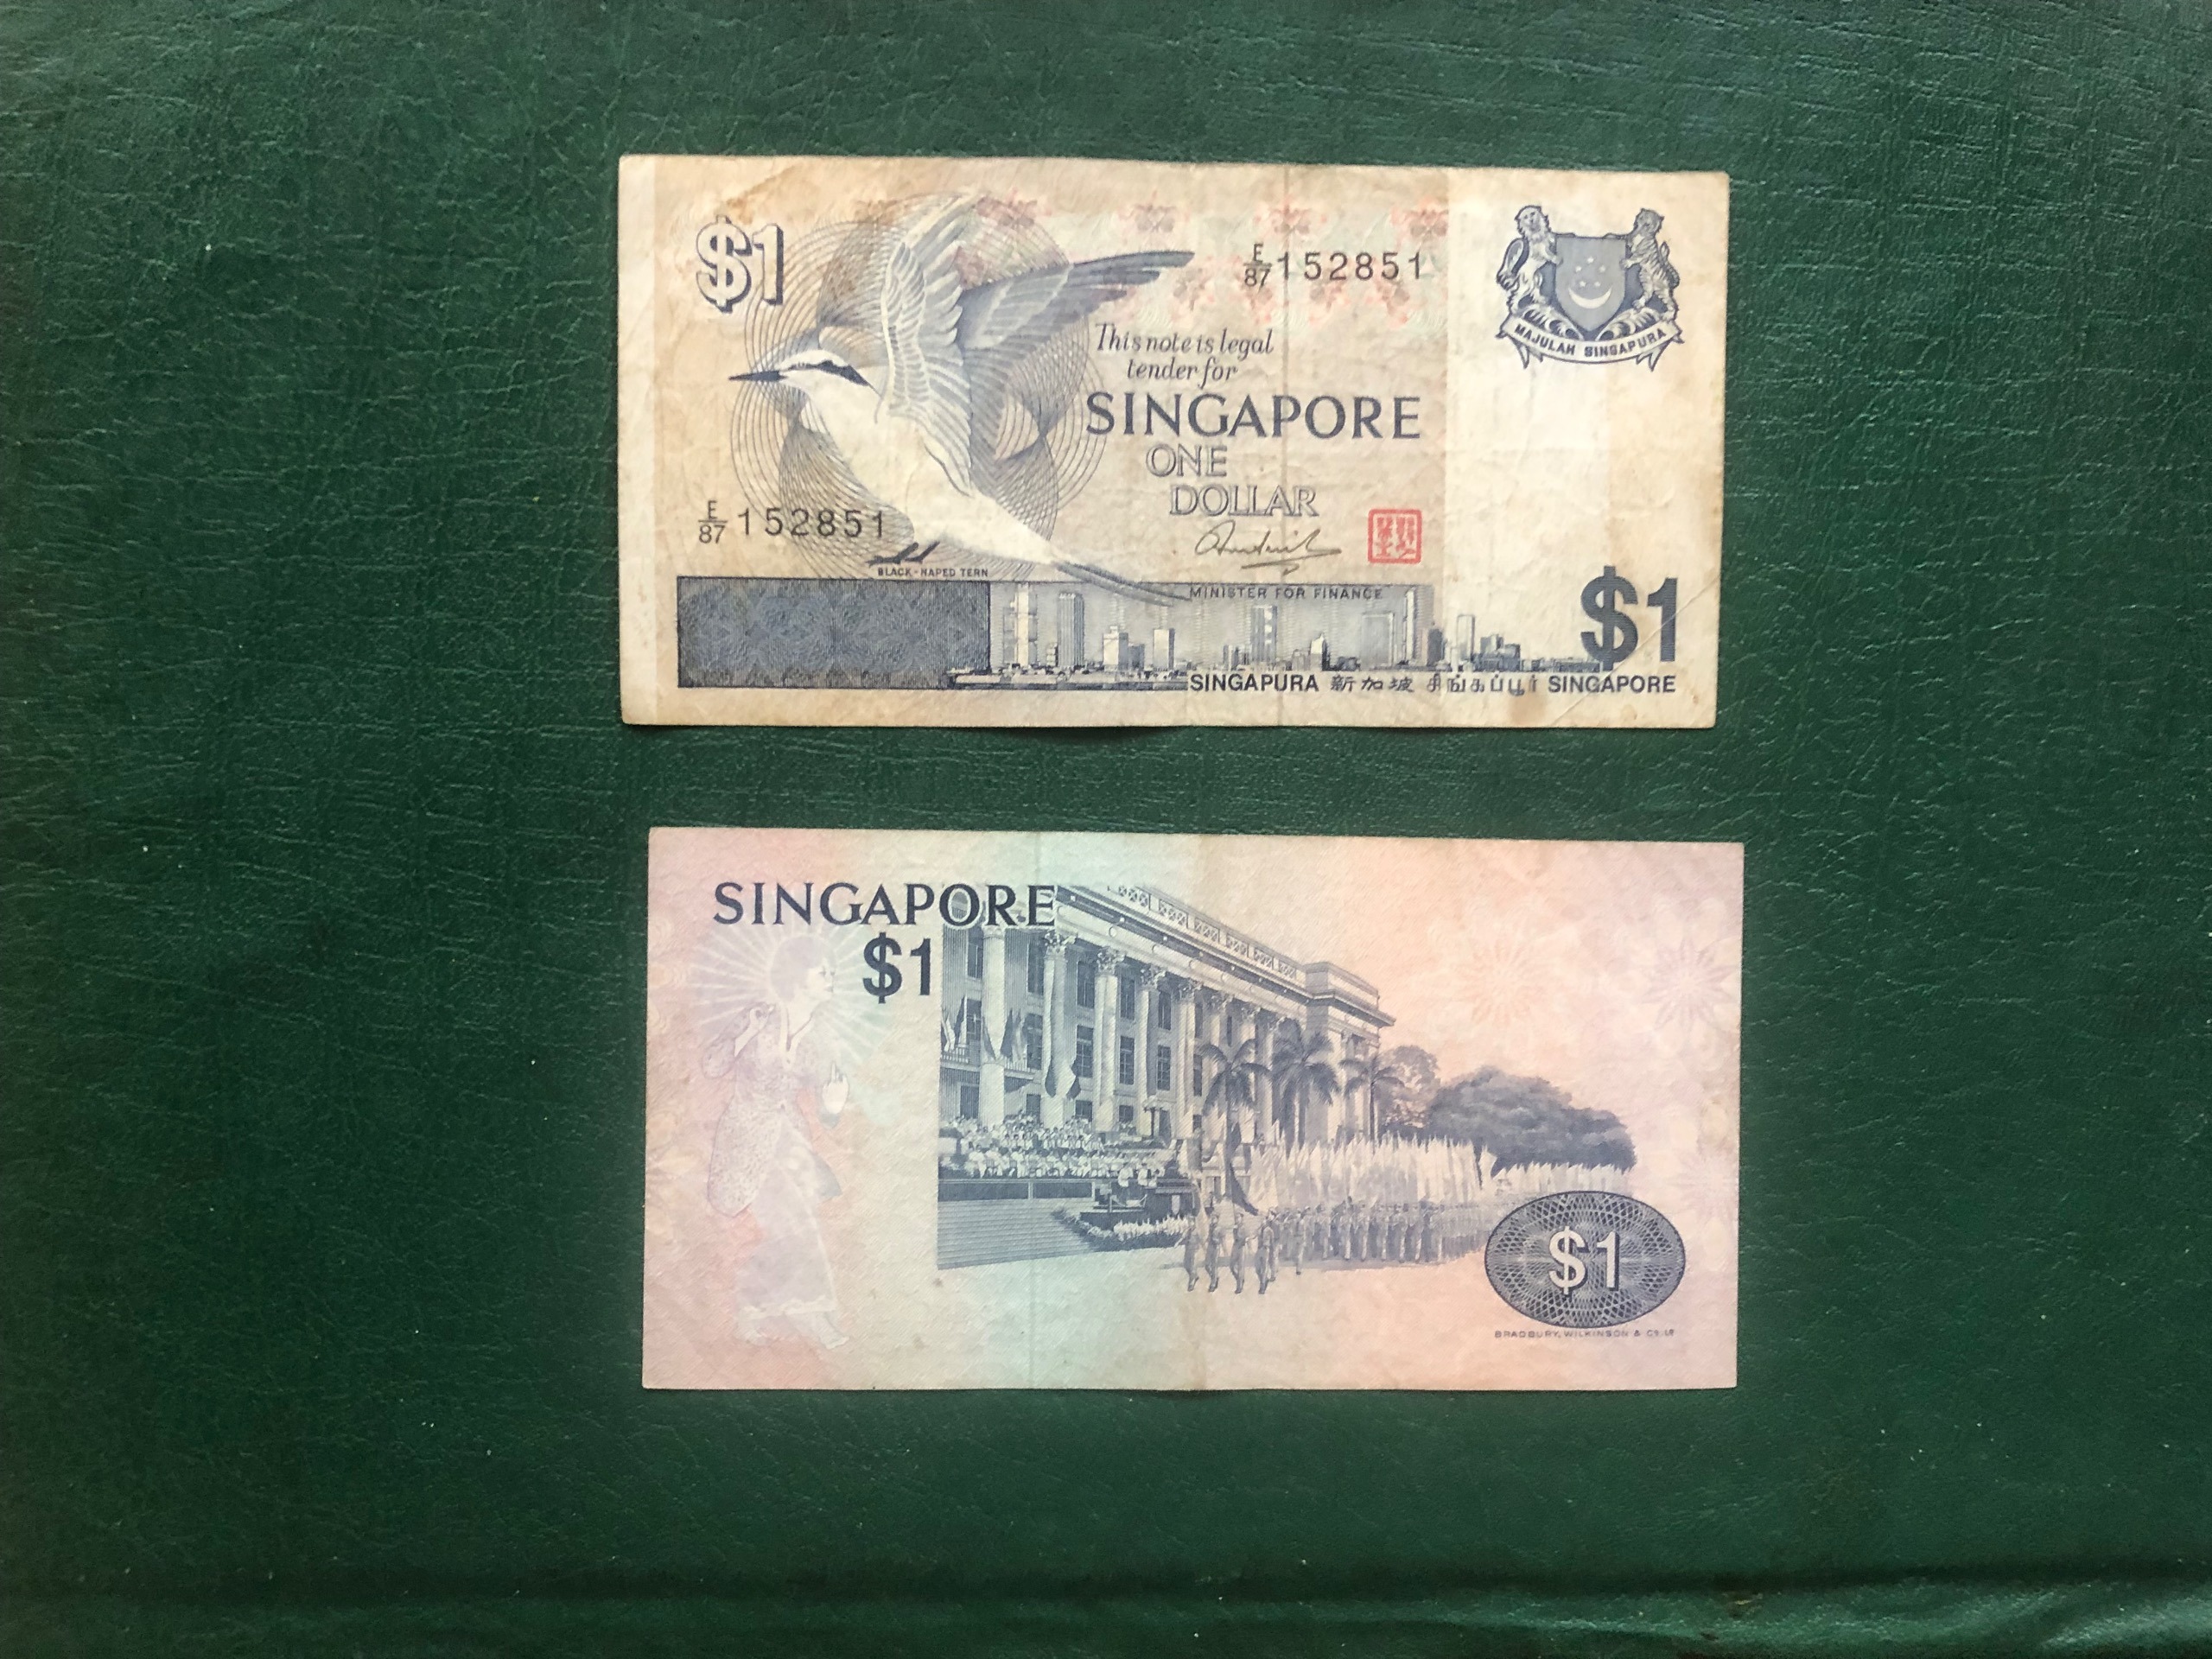 $1
E/87 152851
MAJULAH SINGAPURA
This note is legal
tender for
SINGAPORE
ONE
DOLLAR
E/87 152851
BLACK-NAPED TERN
MINISTER FOR FINANCE
$1
SINGAPURA 新加坡 சிங்கப்பூர் SINGAPORE
SINGAPORE
$1
$1
BRADBURY, WILKINSON & Co. Ld